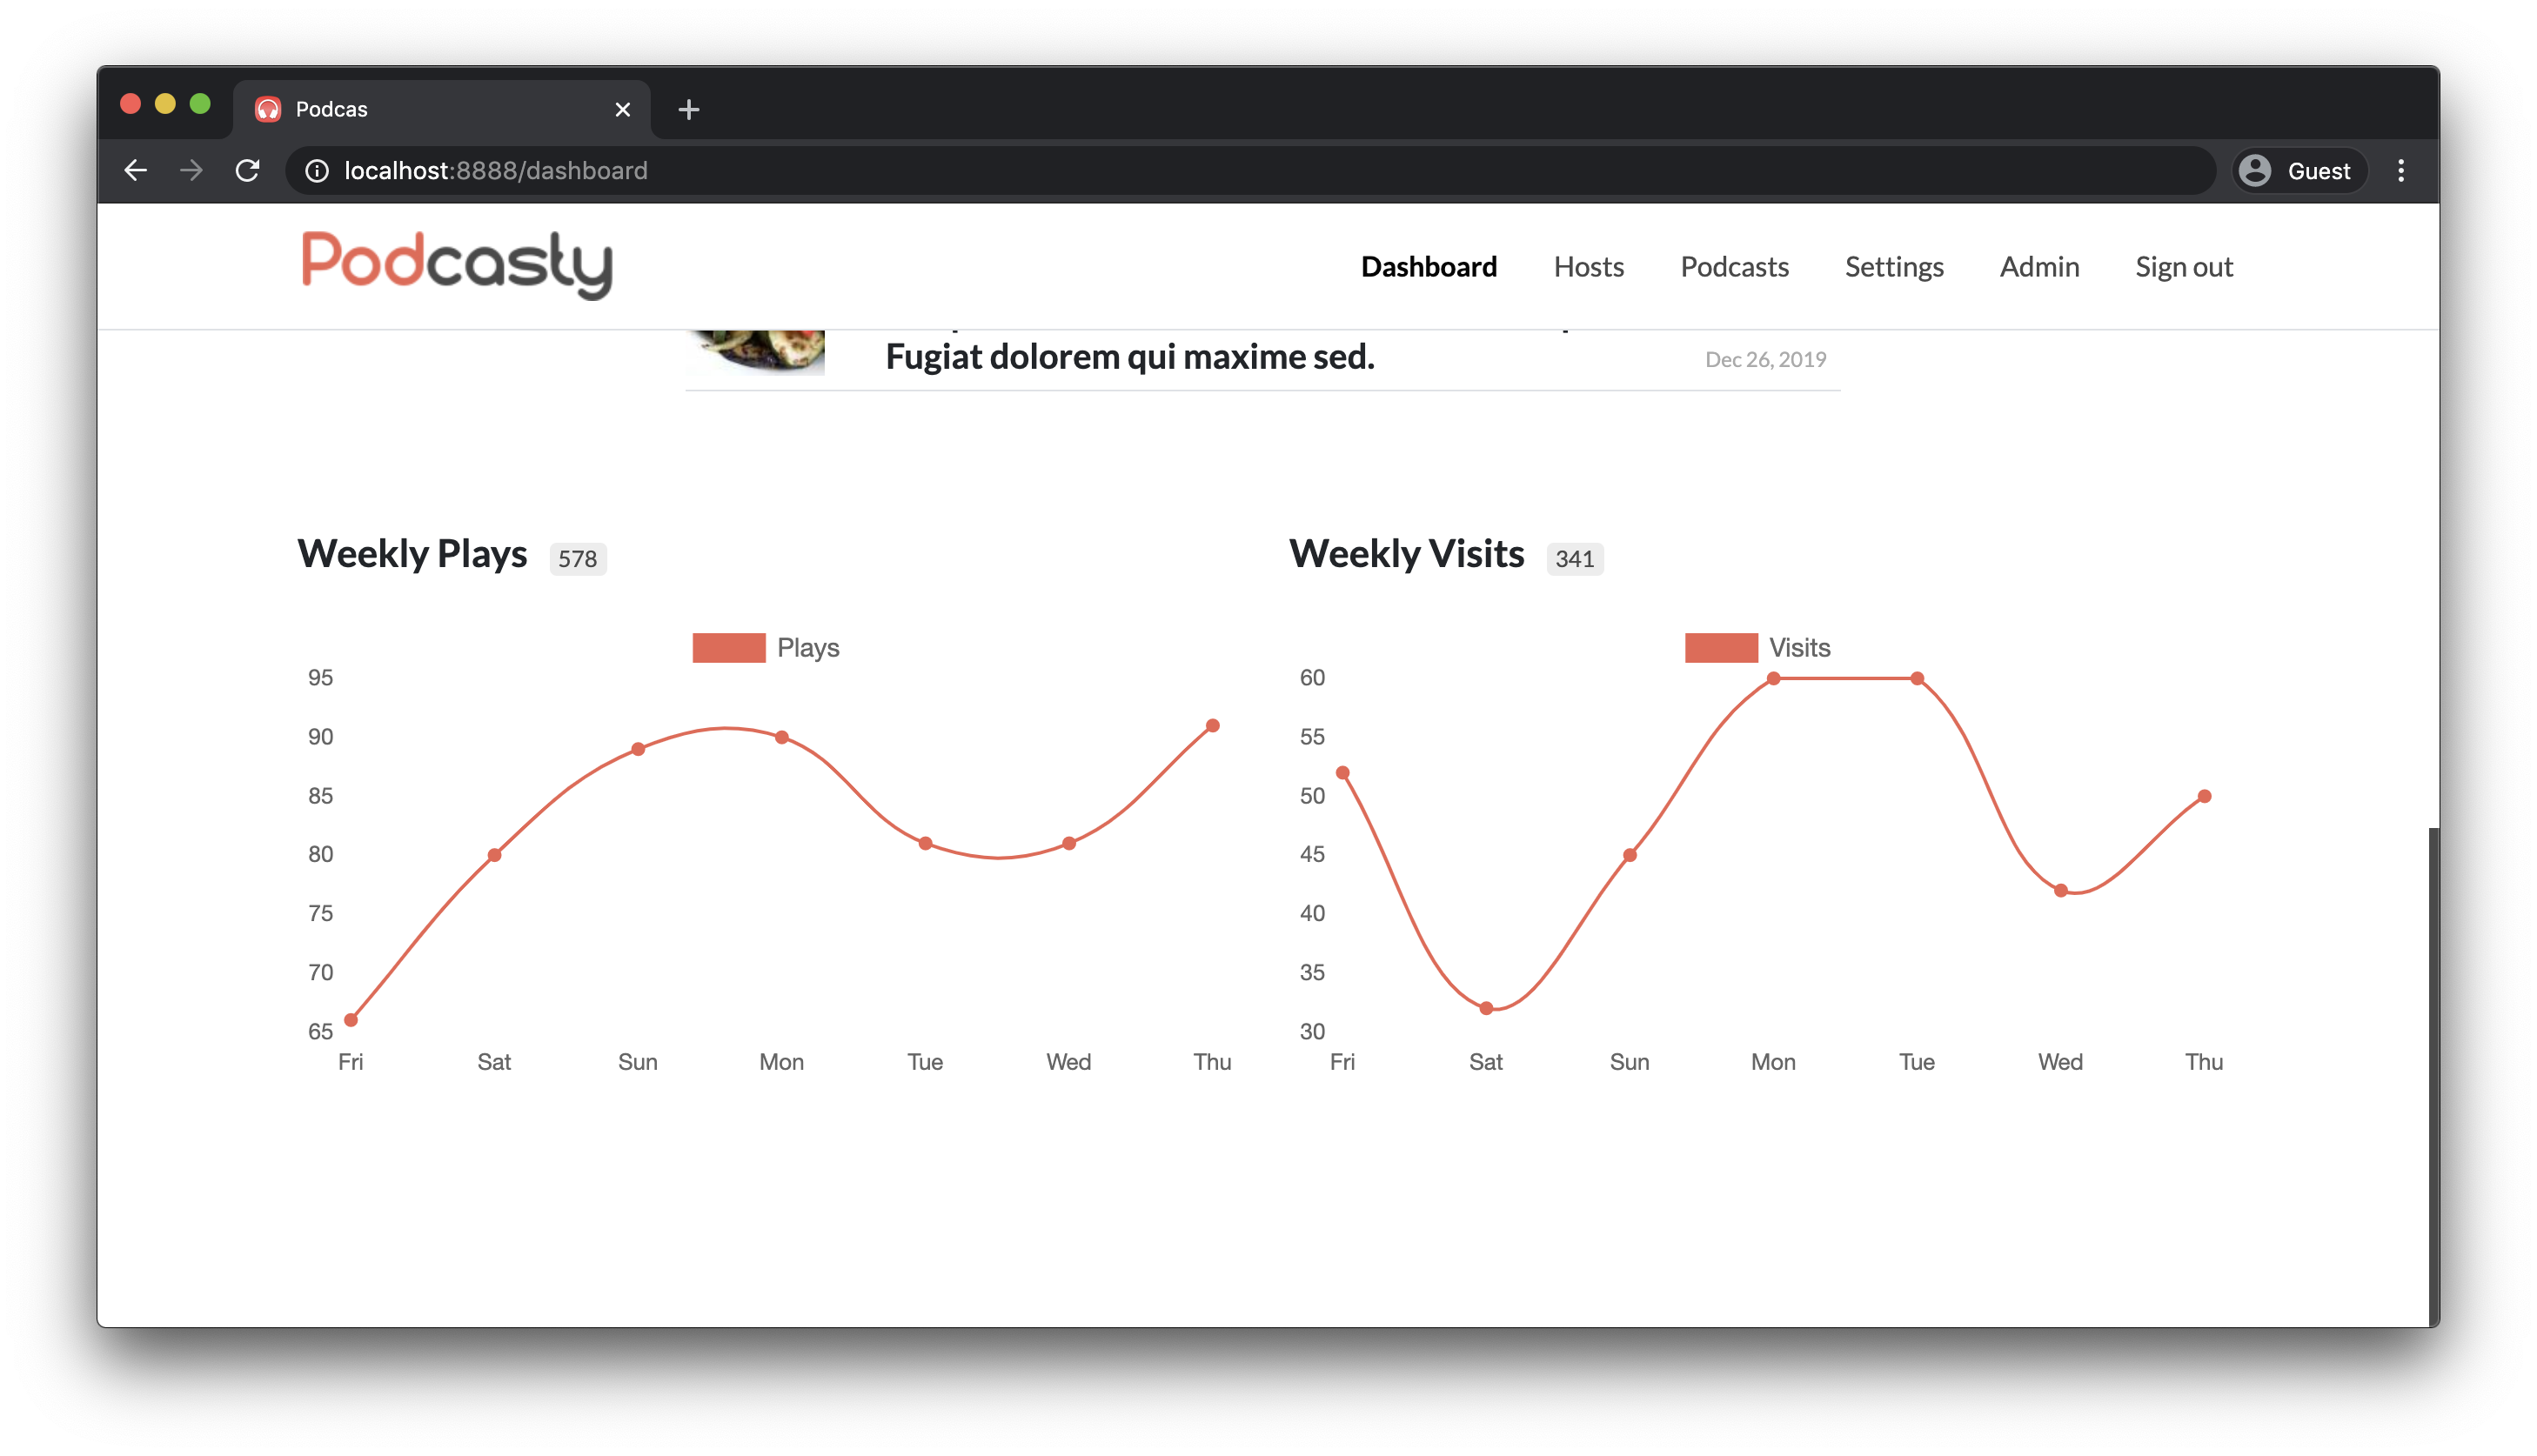 Podcas
localhost:8888/dashboard
Guest
Podcasty
Dashboard Hosts Podcasts Settings Admin Sign out
Fugiat dolorem qui maxime sed.
Dec 26, 2019
Weekly Plays 578
Plays
95
90
85
80
75
70
65
Fri Sat Sun Mon Tue Wed Thu
Weekly Visits 341
Visits
60
55
50
45
40
35
30
Fri Sat Sun Mon Tue Wed Thu